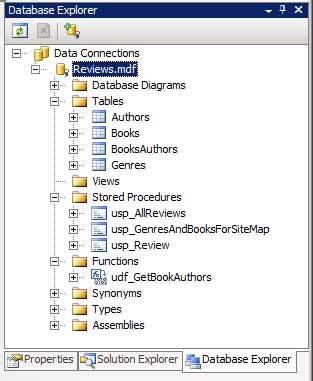 Database Explorer
Data Connections
Reviews.mdf
Database Diagrams
Tables
Authors
Books
BooksAuthors
Genres
Views
Stored Procedures
usp_AllReviews
usp_GenresAndBooksForSiteMap
usp_Review
Functions
udf_GetBookAuthors
Synonyms
Types
Assemblies
Properties Solution Explorer Database Explorer